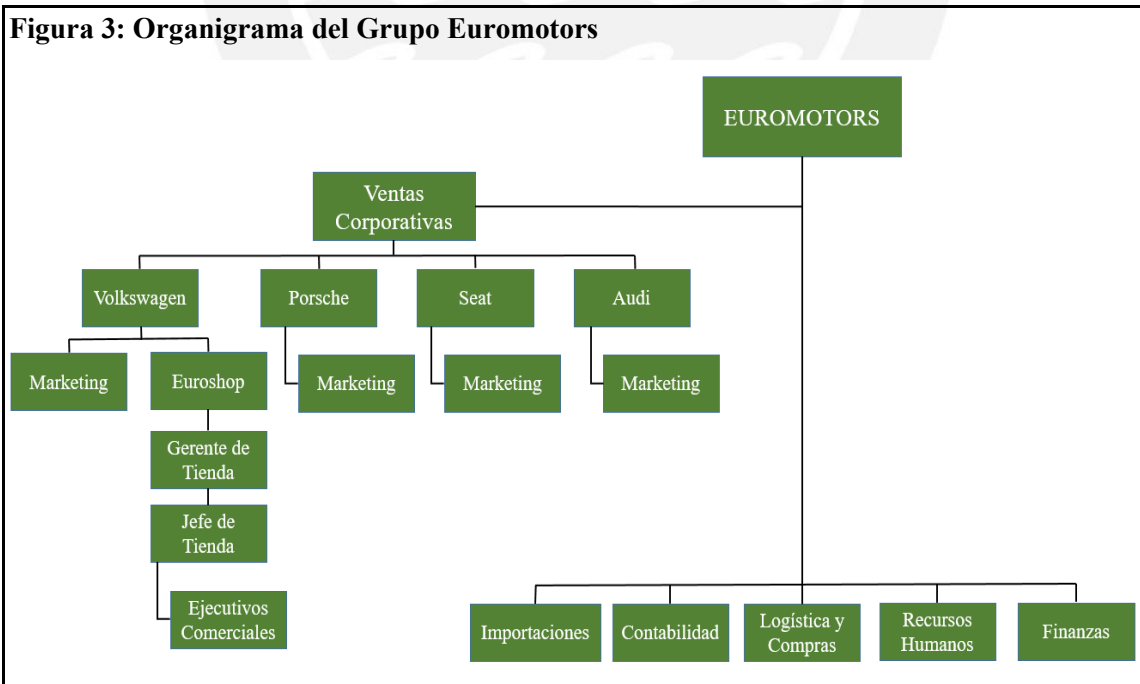 Figura 3: Organigrama del Grupo Euromotors
EUROMOTORS
Ventas
Corporativas
Volkswagen
Porsche
Seat
Audi
Marketing
Euroshop
Marketing
Marketing
Marketing
Gerente de
Tienda
Jefe de
Tienda
Ejecutivos
Comerciales
Importaciones
Contabilidad
Logística y
Compras
Recursos
Humanos
Finanzas